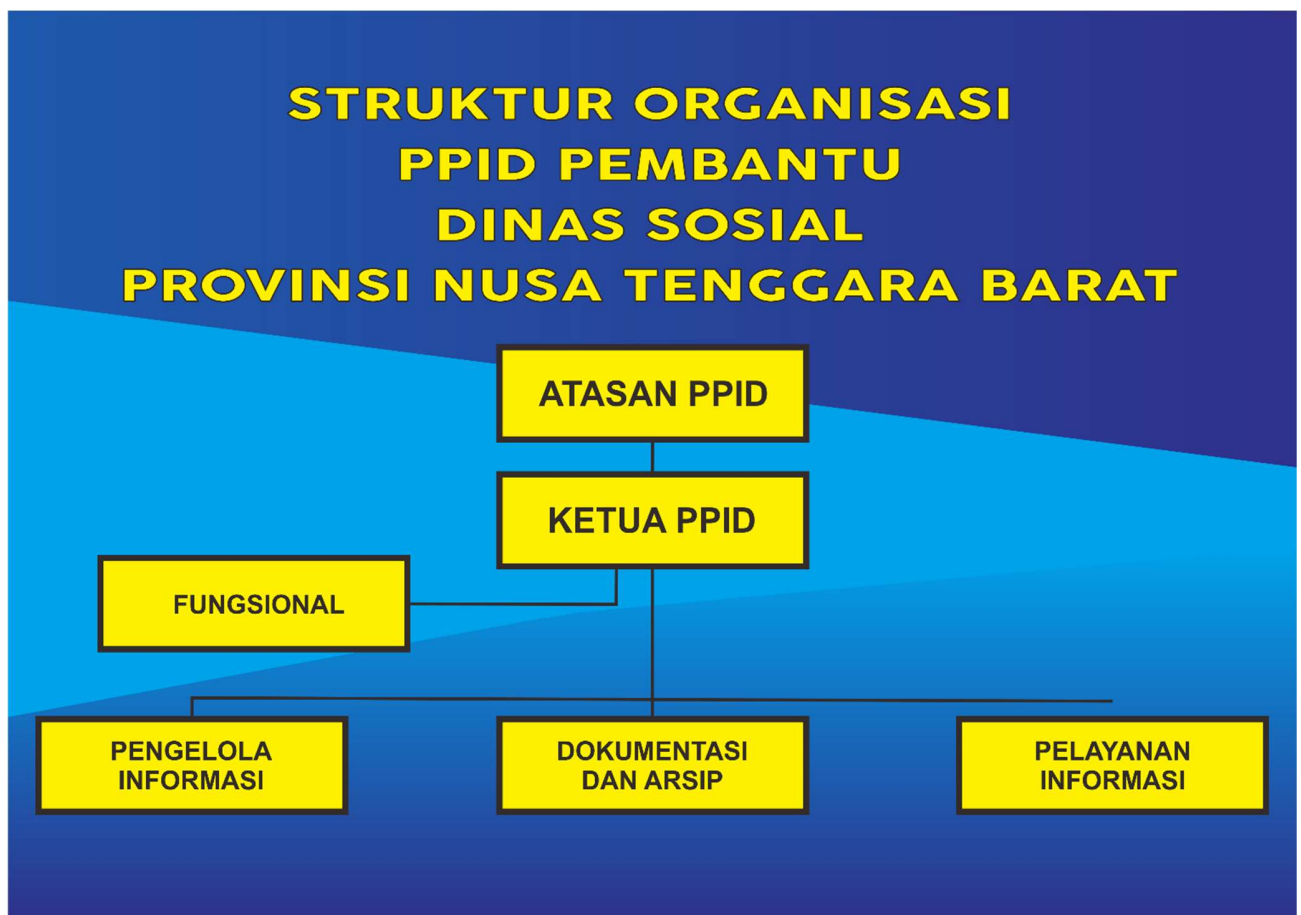 STRUKTUR ORGANISASI
PPID PEMBANTU
DINAS SOSIAL
PROVINSI NUSA TENGGARA BARAT
ATASAN PPID
KETUA PPID
FUNGSIONAL
PENGELOLA
INFORMASI
DOKUMENTASI
DAN ARSIP
PELAYANAN
INFORMASI